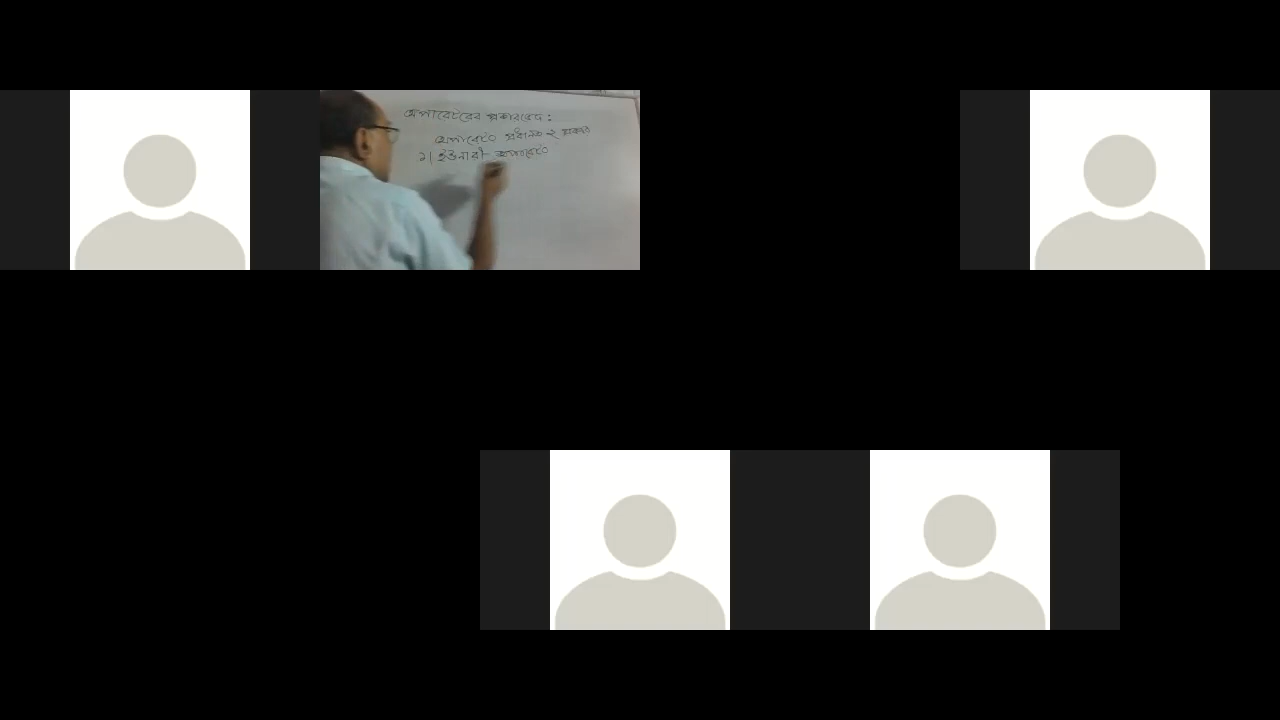 অপারেটরের প্রকারভেদ :
অপারেটর প্রধানত ২ প্রকার
১। ইউনারী অপারেটর